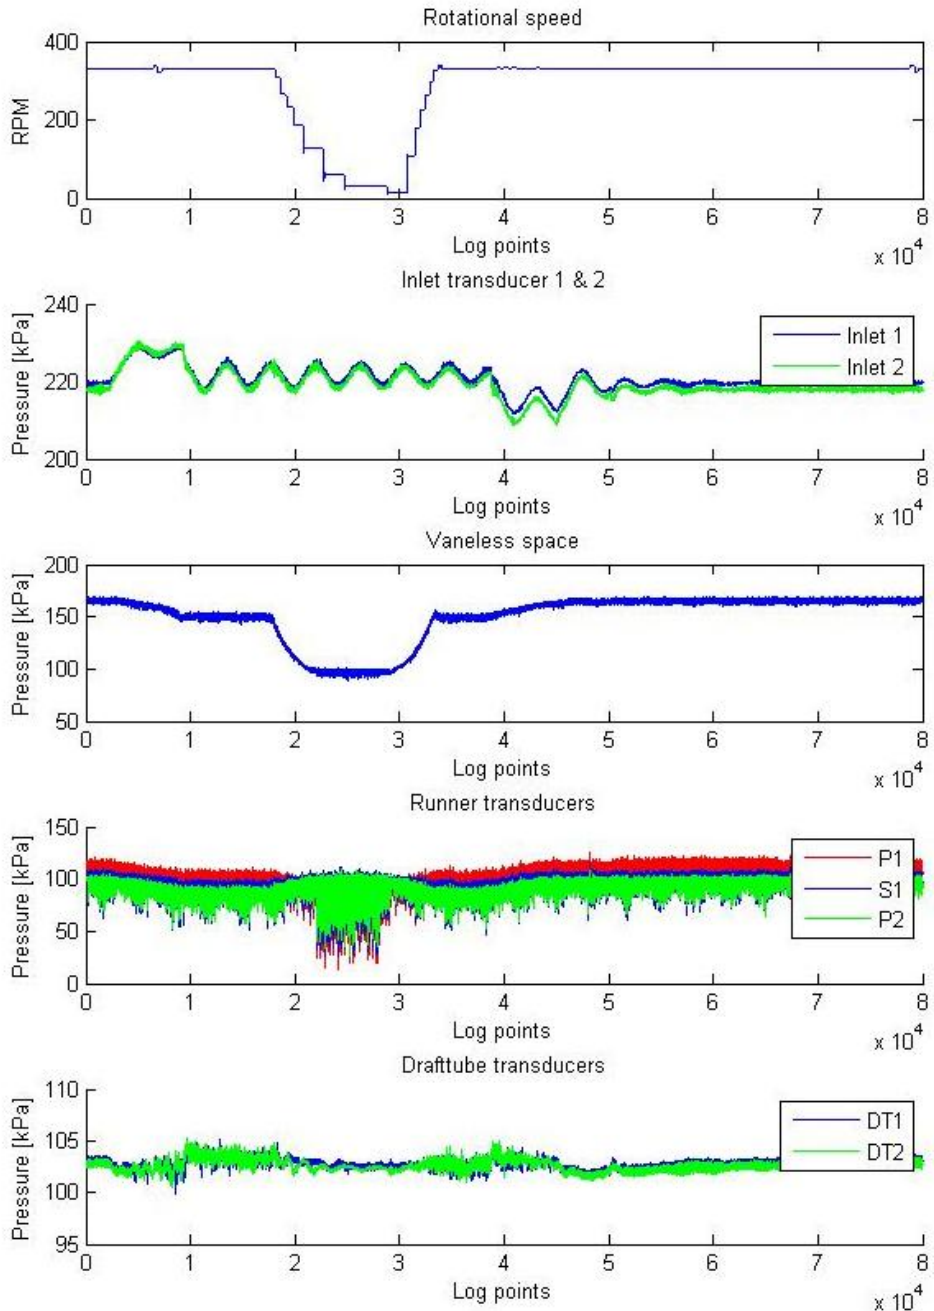 Rotational speed
400
200
0
RPM
0 1 2 3 4 5 6 7 8
Log points
x 10^4
Inlet transducer 1 & 2
240
220
200
Pressure [kPa]
Inlet 1
Inlet 2
0 1 2 3 4 5 6 7 8
Log points
x 10^4
Vaneless space
200
150
100
50
Pressure [kPa]
0 1 2 3 4 5 6 7 8
Log points
x 10^4
Runner transducers
150
100
50
0
Pressure [kPa]
P1
S1
P2
0 1 2 3 4 5 6 7 8
Log points
x 10^4
Drafttube transducers
110
105
100
95
Pressure [kPa]
DT1
DT2
0 1 2 3 4 5 6 7 8
Log points
x 10^4